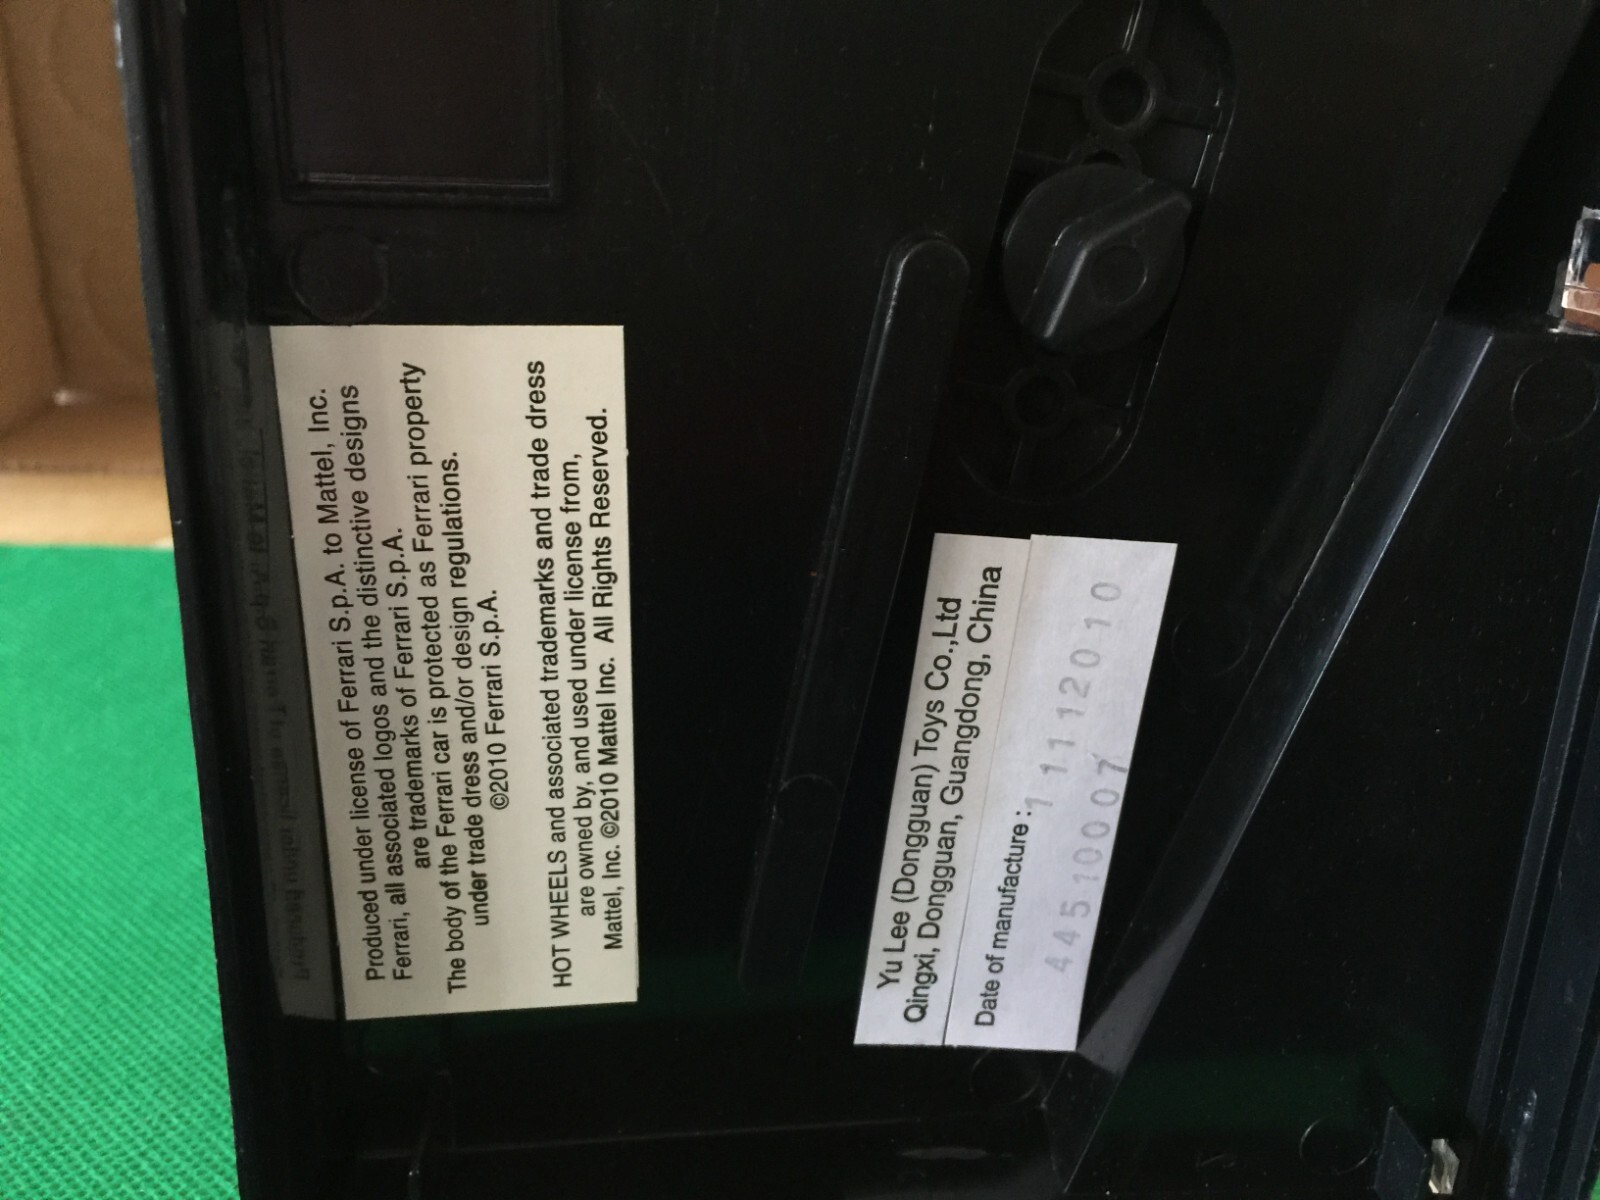 Produced under license of Ferrari S.p.A. to Mattel, Inc.
Ferrari, all associated logos and the distinctive designs
are trademarks of Ferrari S.p.A.
The body of the Ferrari car is protected as Ferrari property
under trade dress and/or design regulations.
©2010 Ferrari S.p.A.
HOT WHEELS and associated trademarks and trade dress
are owned by, and used under license from,
Mattel, Inc. ©2010 Mattel Inc. All Rights Reserved.
Yu Lee (Dongguan) Toys Co.,Ltd
Qingxi, Dongguan, Guangdong, China
Date of manufacture : 11112010
44510007